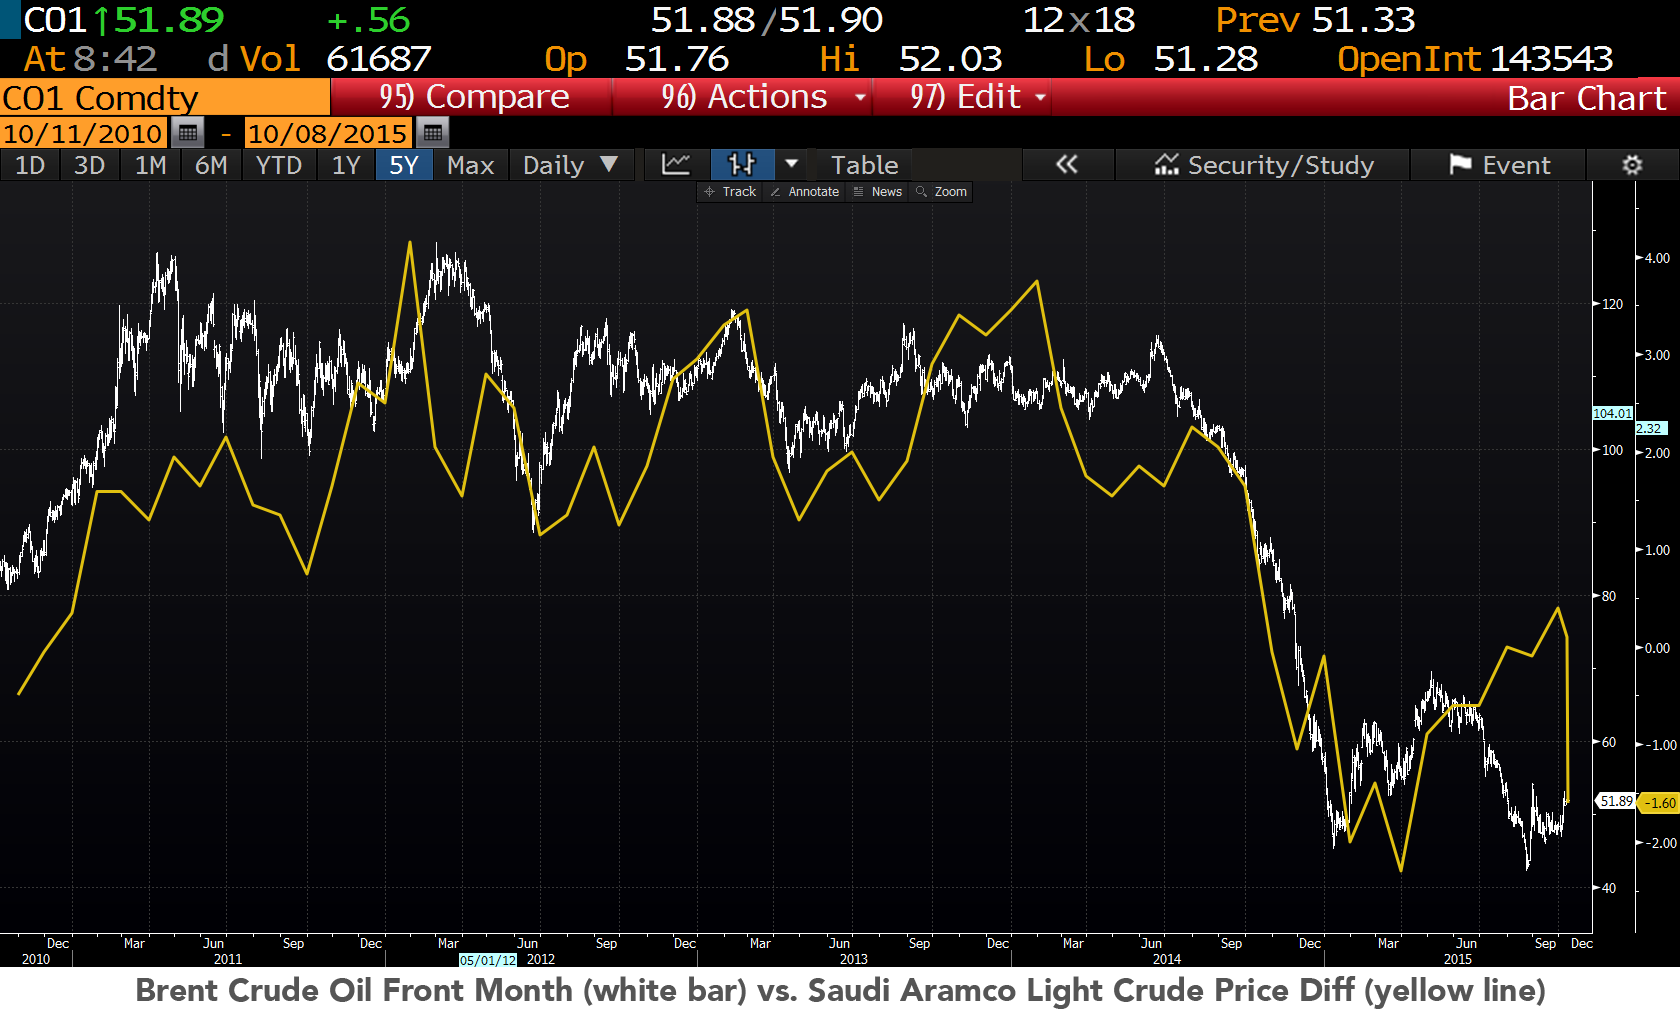 CO1 ↑51.89 +.56 51.88/51.90 12x18 Prev 51.33
At 8:42 d Vol 61687 Op 51.76 Hi 52.03 Lo 51.28 OpenInt 143543
CO1 Comdty 95) Compare 96) Actions 97) Edit Bar Chart
10/11/2010 - 10/08/2015
1D 3D 1M 6M YTD 1Y 5Y Max Daily ▼ Table « Security/Study Event
Track Annotate News Zoom
4.00
120
3.00
104.01
2.32
100
2.00
1.00
80
0.00
60
-1.00
51.89
-1.60
-2.00
40
Dec Mar Jun Sep Dec Mar Jun Sep Dec Mar Jun Sep Dec Mar Jun Sep Dec Mar Jun Sep Dec
2010 2011 05/01/12 2012 2013 2014 2015
Brent Crude Oil Front Month (white bar) vs. Saudi Aramco Light Crude Price Diff (yellow line)